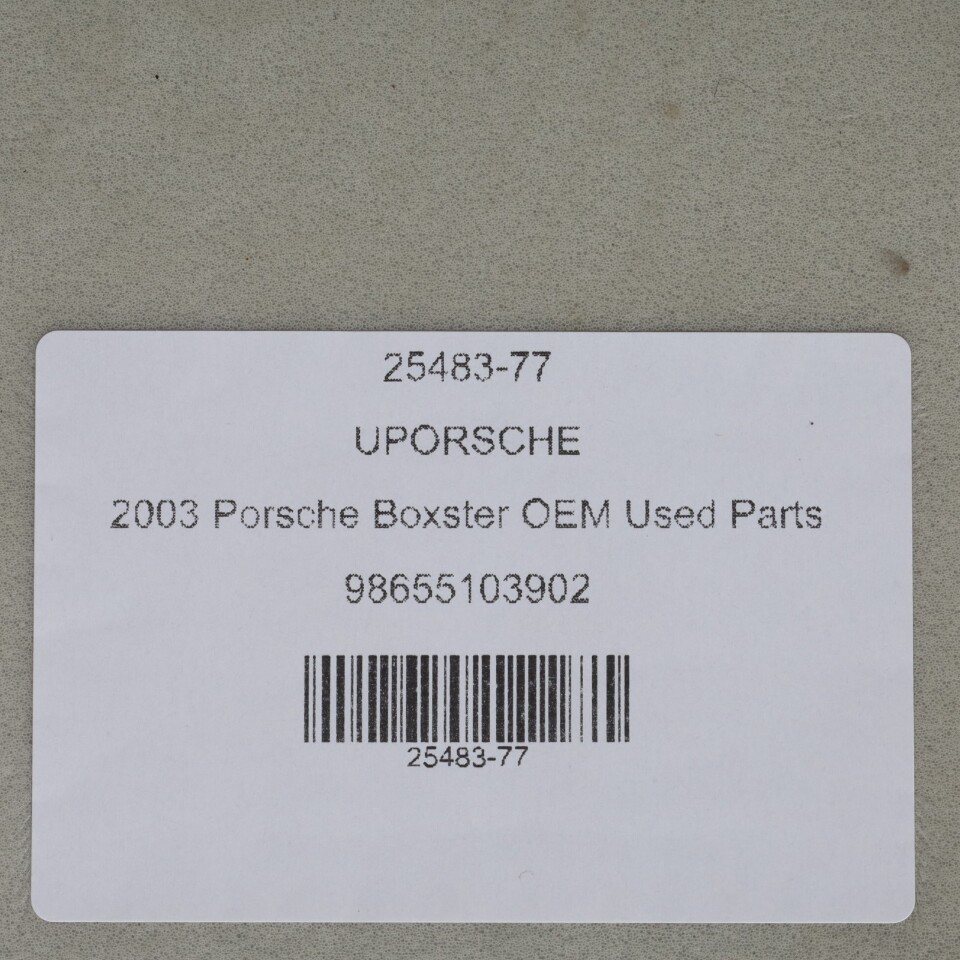 25483-77
UPORSCHE
2003 Porsche Boxster OEM Used Parts
98655103902
25483-77